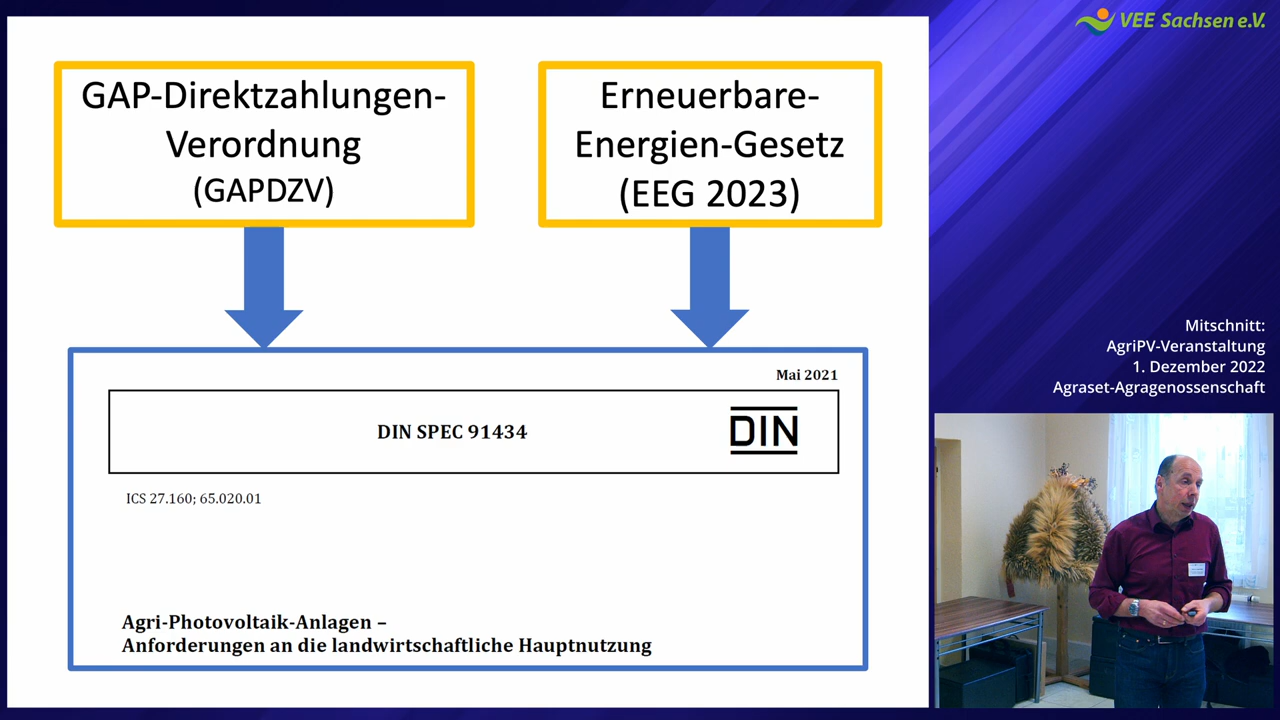 VEE Sachsen e.V.
GAP-Direktzahlungen-
Verordnung
(GAPDZV)
Erneuerbare-
Energien-Gesetz
(EEG 2023)
Mai 2021
DIN SPEC 91434
DIN
ICS 27.160; 65.020.01
Agri-Photovoltaik-Anlagen –
Anforderungen an die landwirtschaftliche Hauptnutzung
Mitschnitt:
AgriPV-Veranstaltung
1. Dezember 2022
Agraset-Agragenossenschaft